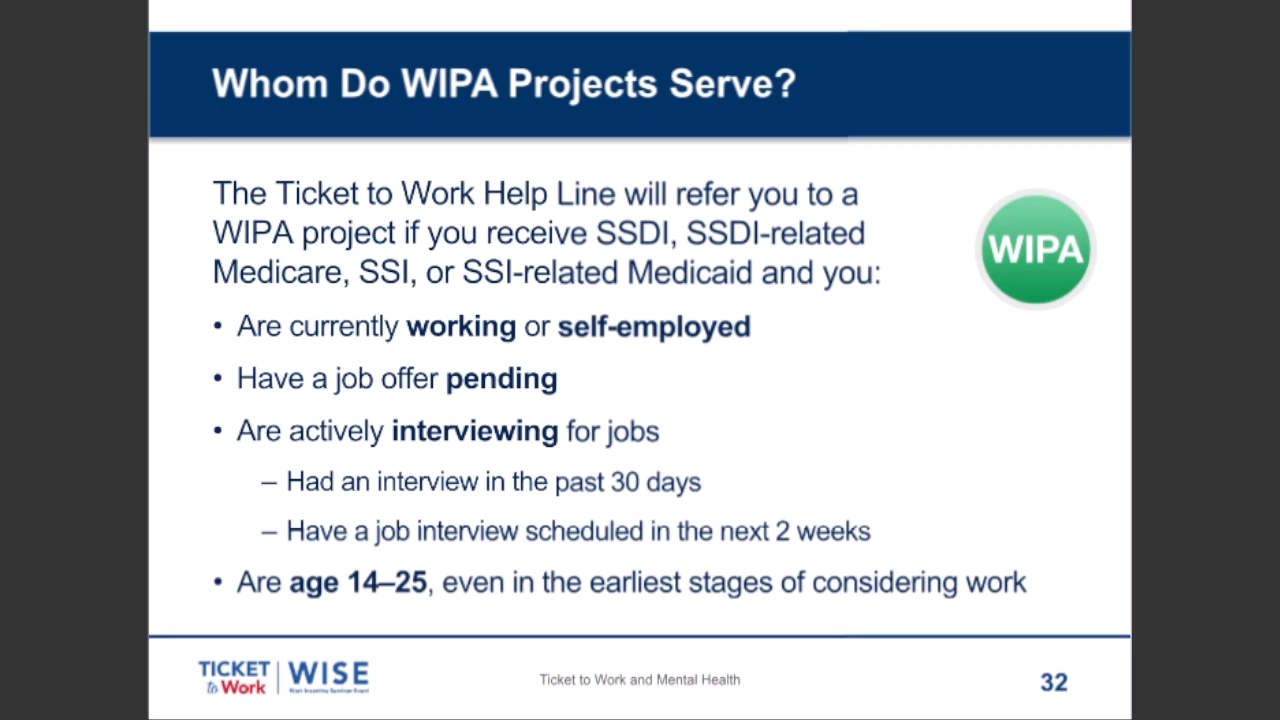 Whom Do WIPA Projects Serve?
The Ticket to Work Help Line will refer you to a
WIPA project if you receive SSDI, SSDI-related
Medicare, SSI, or SSI-related Medicaid and you:
WIPA
• Are currently working or self-employed
• Have a job offer pending
• Are actively interviewing for jobs
– Had an interview in the past 30 days
– Have a job interview scheduled in the next 2 weeks
• Are age 14–25, even in the earliest stages of considering work
TICKET
to Work
WISE
Work Incentive Seminar Event
Ticket to Work and Mental Health
32